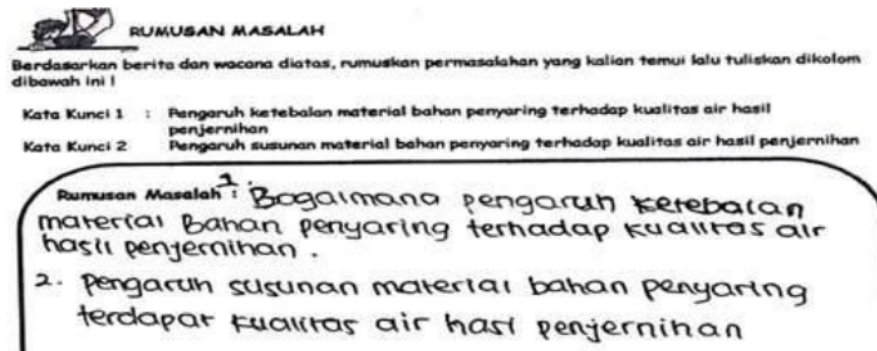 RUMUSAN MASALAH
Berdasarkan berita dan wacana diatas, rumuskan permasalahan yang kalian temui lalu tuliskan dikolom
dibawah ini !
Kata Kunci 1 : Pengaruh ketebalan material bahan penyaring terhadap kualitas air hasil
penjernihan
Kata Kunci 2 Pengaruh susunan material bahan penyaring terhadap kualitas air hasil penjernihan
Rumusan Masalah : 1. Bagaimana pengaruh ketebalan
material Bahan penyaring terhadap kualitas air
hasil penjernihan .
2. Pengaruh susunan material bahan penyaring
terdapat kualitas air hasl penjernihan